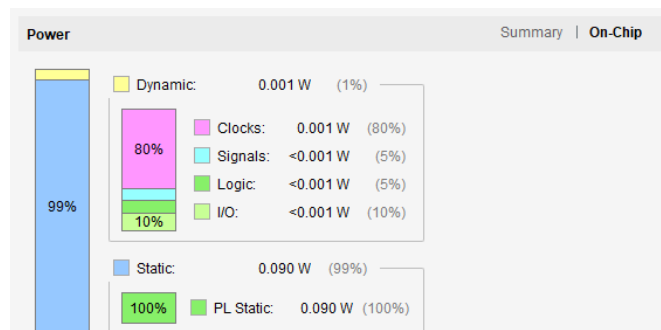 Power Summary | On-Chip
Dynamic: 0.001 W (1%)
Clocks: 0.001 W (80%)
80%
Signals: <0.001 W (5%)
Logic: <0.001 W (5%)
99%
10%
I/O: <0.001 W (10%)
Static: 0.090 W (99%)
100% PL Static: 0.090 W (100%)